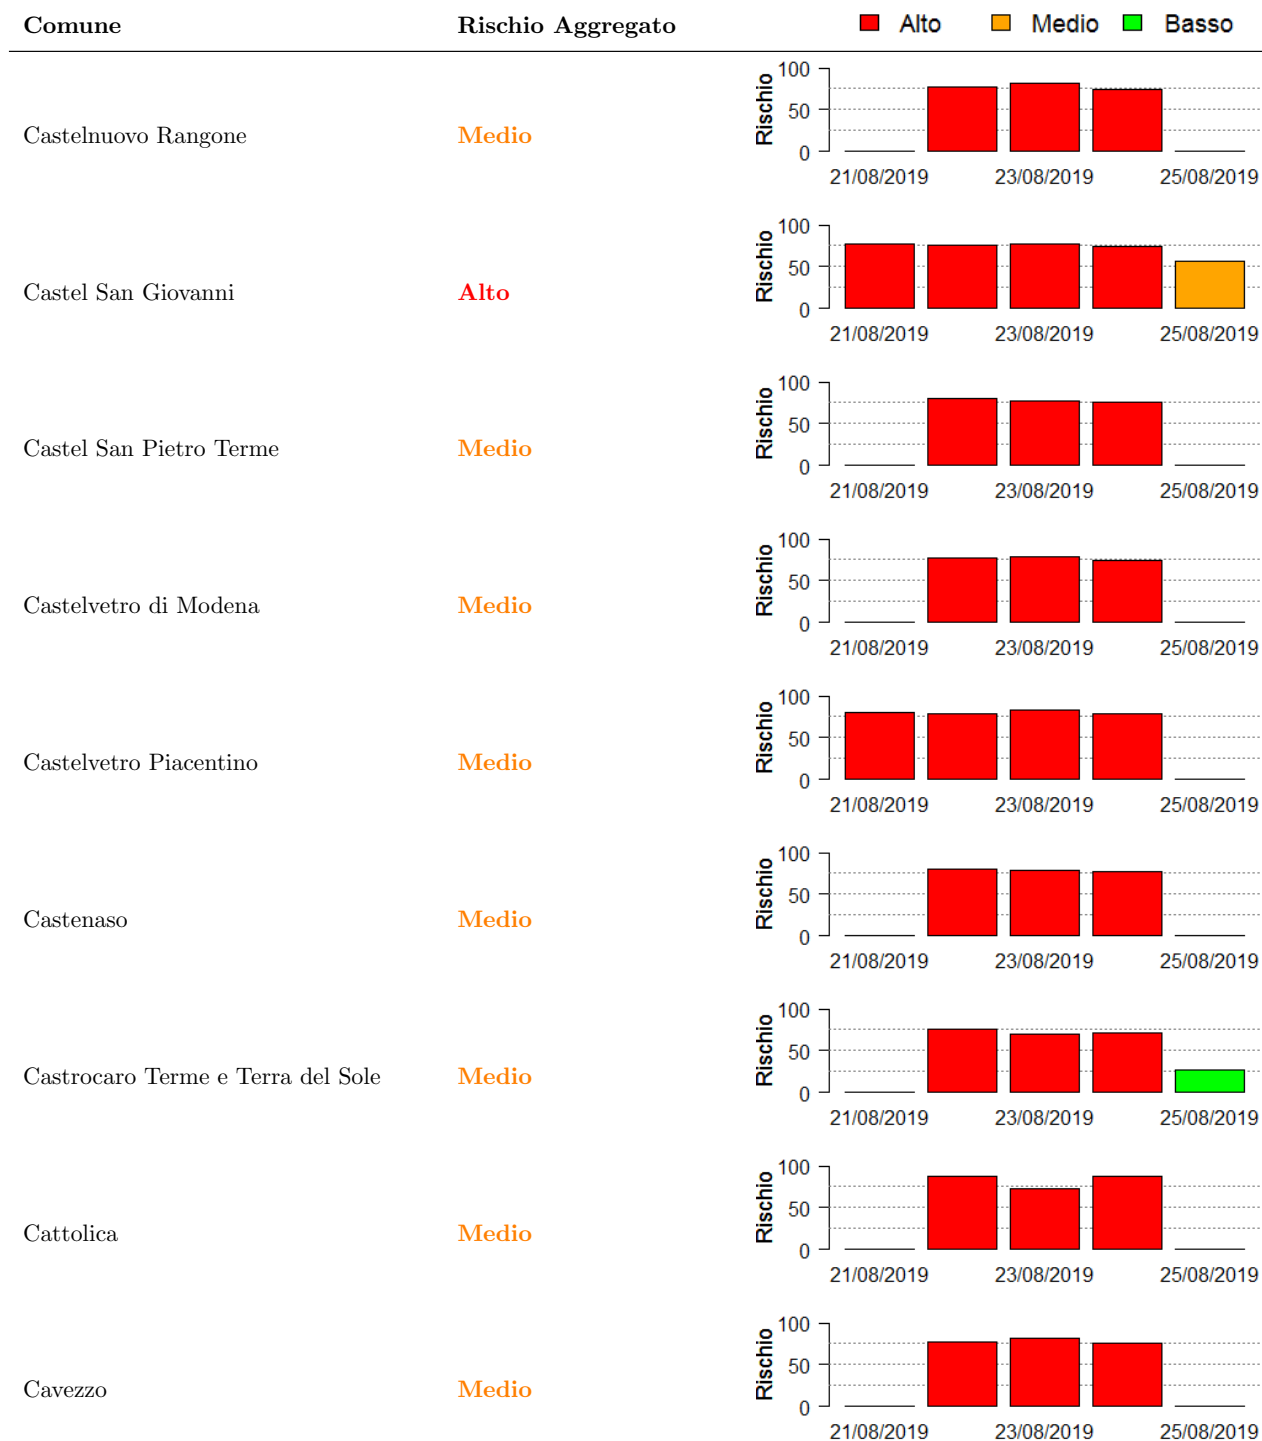 Comune Rischio Aggregato Alto Medio Basso
Castelnuovo Rangone Medio Rischio 100 50 0
21/08/2019 23/08/2019 25/08/2019
Castel San Giovanni Alto Rischio 100 50 0
21/08/2019 23/08/2019 25/08/2019
Castel San Pietro Terme Medio Rischio 100 50 0
21/08/2019 23/08/2019 25/08/2019
Castelvetro di Modena Medio Rischio 100 50 0
21/08/2019 23/08/2019 25/08/2019
Castelvetro Piacentino Medio Rischio 100 50 0
21/08/2019 23/08/2019 25/08/2019
Castenaso Medio Rischio 100 50 0
21/08/2019 23/08/2019 25/08/2019
Castrocaro Terme e Terra del Sole Medio Rischio 100 50 0
21/08/2019 23/08/2019 25/08/2019
Cattolica Medio Rischio 100 50 0
21/08/2019 23/08/2019 25/08/2019
Cavezzo Medio Rischio 100 50 0
21/08/2019 23/08/2019 25/08/2019